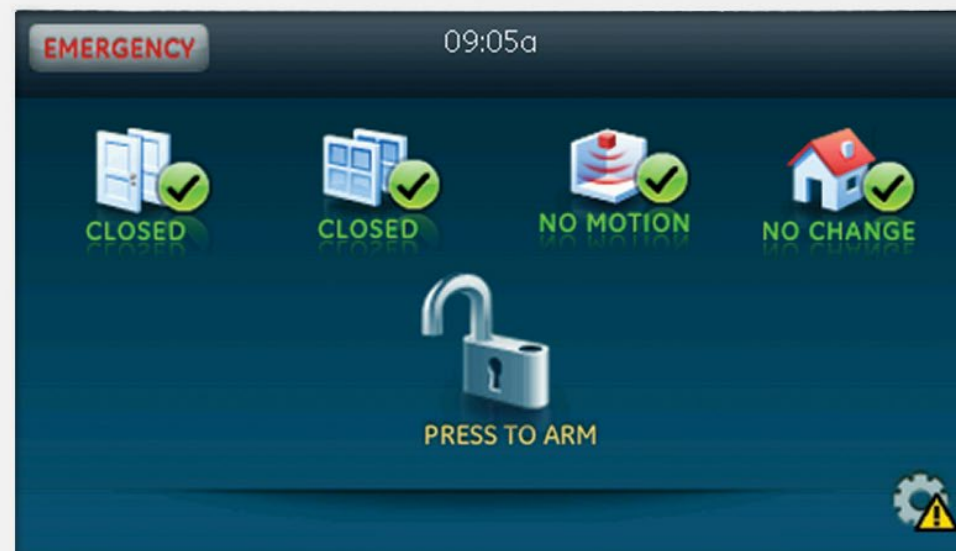 EMERGENCY
09:05a
CLOSED
CLOSED
NO MOTION
NO CHANGE
PRESS TO ARM